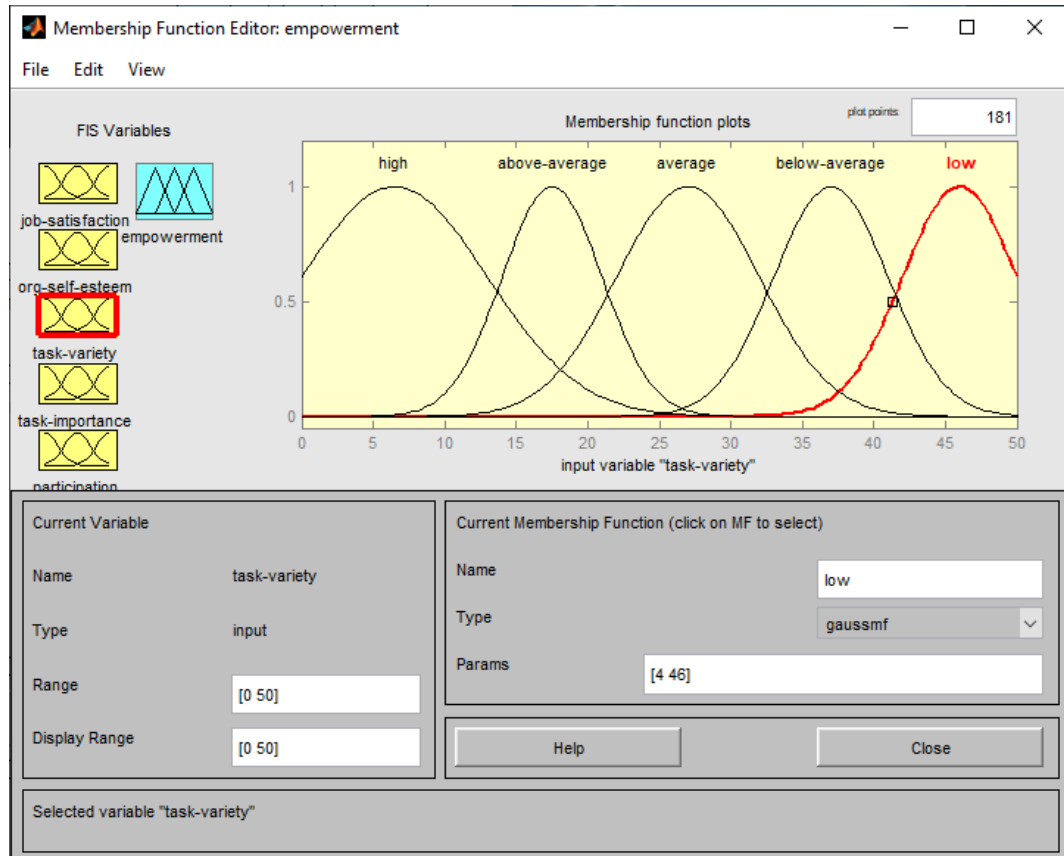 Membership Function Editor: empowerment
File Edit View
FIS Variables
job-satisfaction
empowerment
org-self-esteem
task-variety
task-importance
participation
Membership function plots
plot points:
181
high above-average average below-average low
1
0.5
0
0 5 10 15 20 25 30 35 40 45 50
input variable "task-variety"
Current Variable
Name task-variety
Type input
Range [0 50]
Display Range [0 50]
Current Membership Function (click on MF to select)
Name low
Type gaussmf
Params [4 46]
Help Close
Selected variable "task-variety"